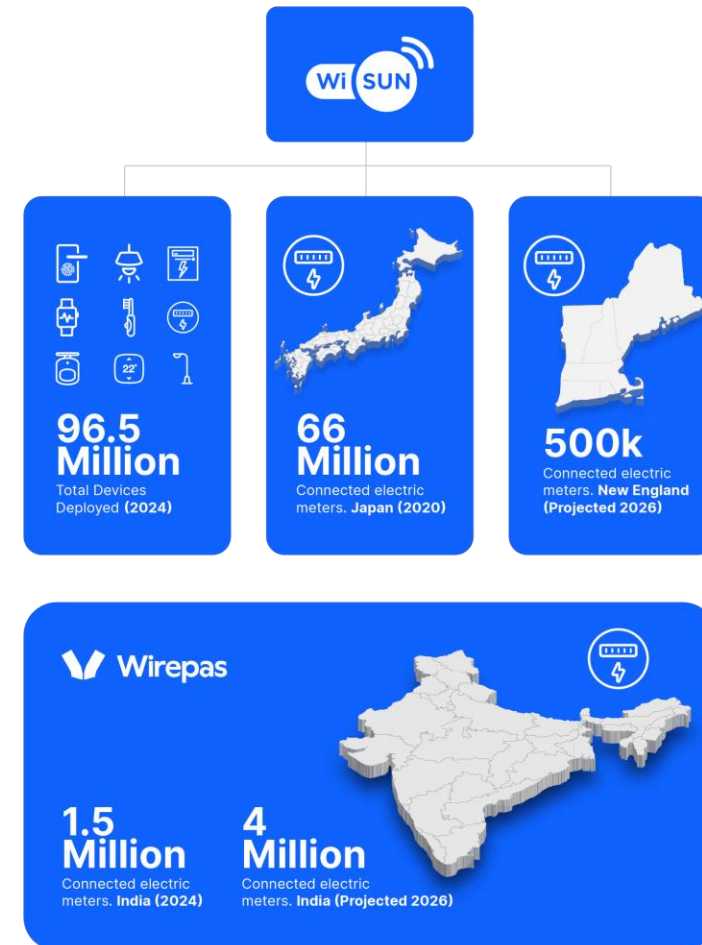 Wi SUN
22°
96.5
Million
Total Devices
Deployed (2024)
66
Million
Connected electric
meters. Japan (2020)
500k
Connected electric
meters. New England
(Projected 2026)
Wirepas
1.5
Million
Connected electric
meters. India (2024)
4
Million
Connected electric
meters. India (Projected 2026)